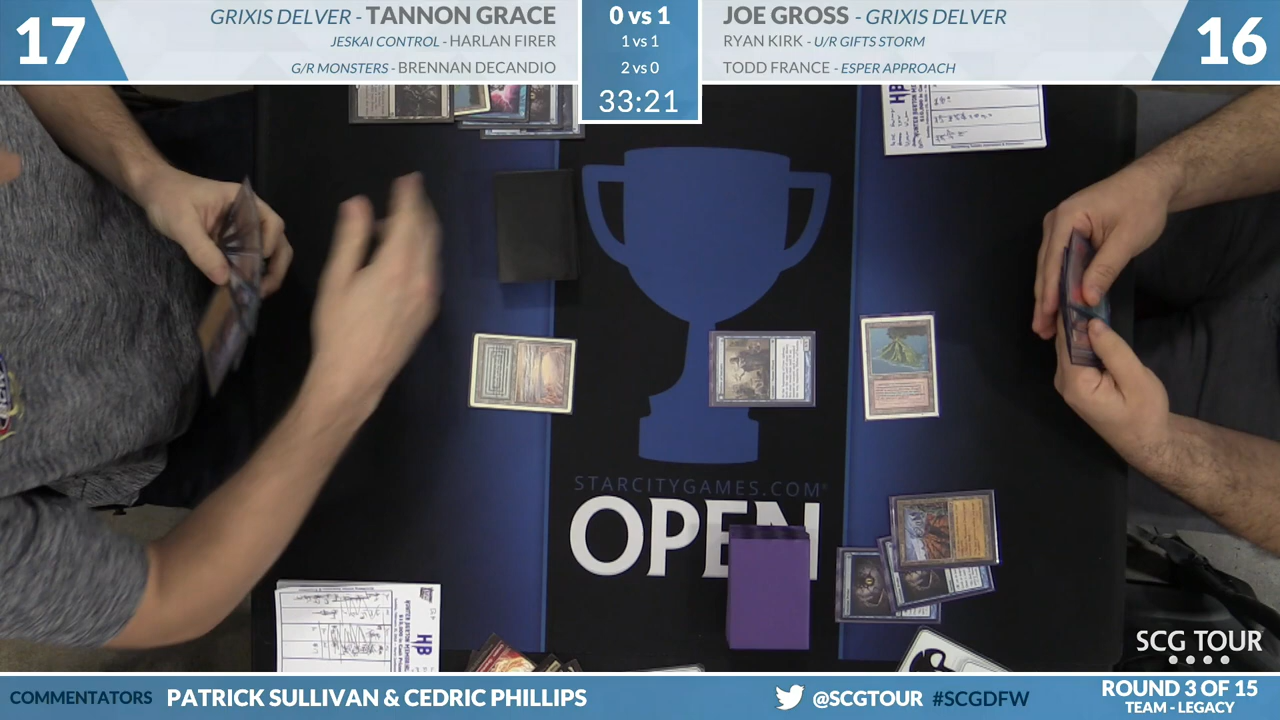 17
GRIXIS DELVER - TANNON GRACE
JESKAI CONTROL - HARLAN FIRER
G/R MONSTERS - BRENNAN DECANDIO
0 vs 1
1 vs 1
2 vs 0
33:21
JOE GROSS - GRIXIS DELVER
RYAN KIRK - U/R GIFTS STORM
TODD FRANCE - ESPER APPROACH
16
HB
STARCITYGAMES.COM®
OPEN
HB
SCG TOUR
COMMENTATORS PATRICK SULLIVAN & CEDRIC PHILLIPS
@SCGTOUR #SCGDFW
ROUND 3 OF 15
TEAM - LEGACY